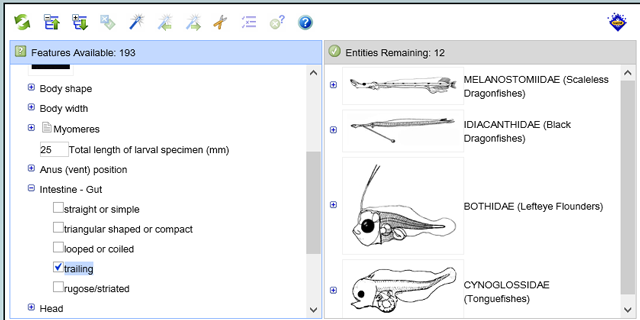 Features Available: 193
Body shape
Body width
Myomeres
25 Total length of larval specimen (mm)
Anus (vent) position
Intestine - Gut
straight or simple
triangular shaped or compact
looped or coiled
trailing
rugose/striated
Head
Entities Remaining: 12
MELANOSTOMIIDAE (Scaleless
Dragonfishes)
IDIACANTHIDAE (Black
Dragonfishes)
BOTHIDAE (Lefteye Flounders)
CYNOGLOSSIDAE
(Tonguefishes)